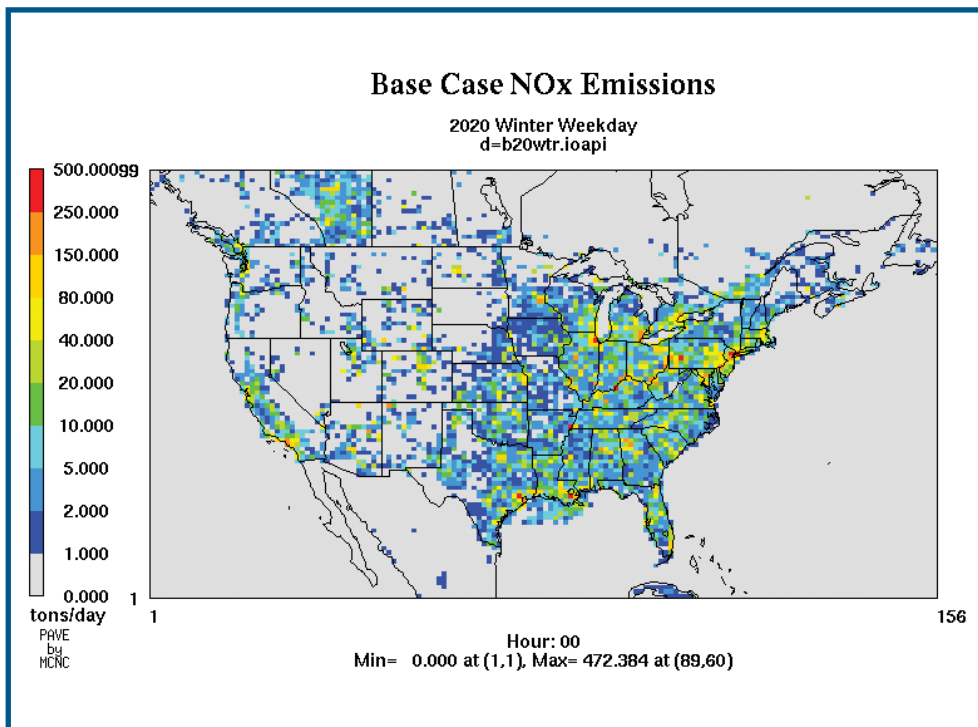 Base Case NOx Emissions
2020 Winter Weekday
d=b20wtr.ioapi
500.000
250.000
150.000
80.000
40.000
20.000
10.000
5.000
2.000
1.000
0.000
tons/day
PAVE
by
MCNC
99
1
1
156
Hour: 00
Min= 0.000 at (1,1), Max= 472.384 at (89,60)